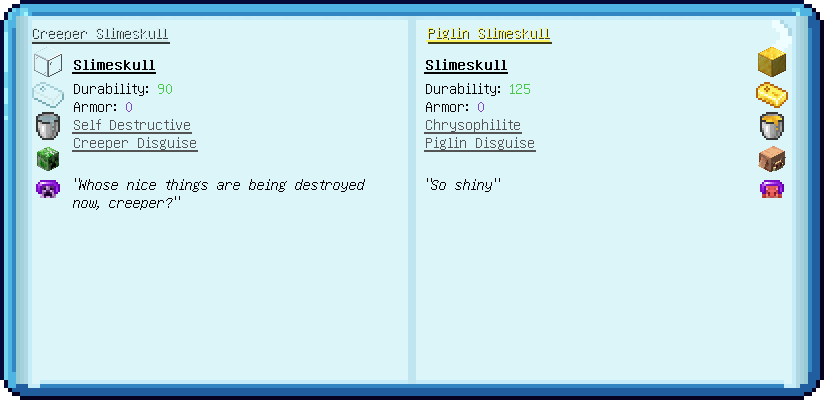 Creeper Slimeskull
Slimeskull
Durability: 90
Armor: 0
Self Destructive
Creeper Disguise
"Whose nice things are being destroyed
now, creeper?"
Piglin Slimeskull
Slimeskull
Durability: 125
Armor: 0
Chrysophilite
Piglin Disguise
"So shiny"